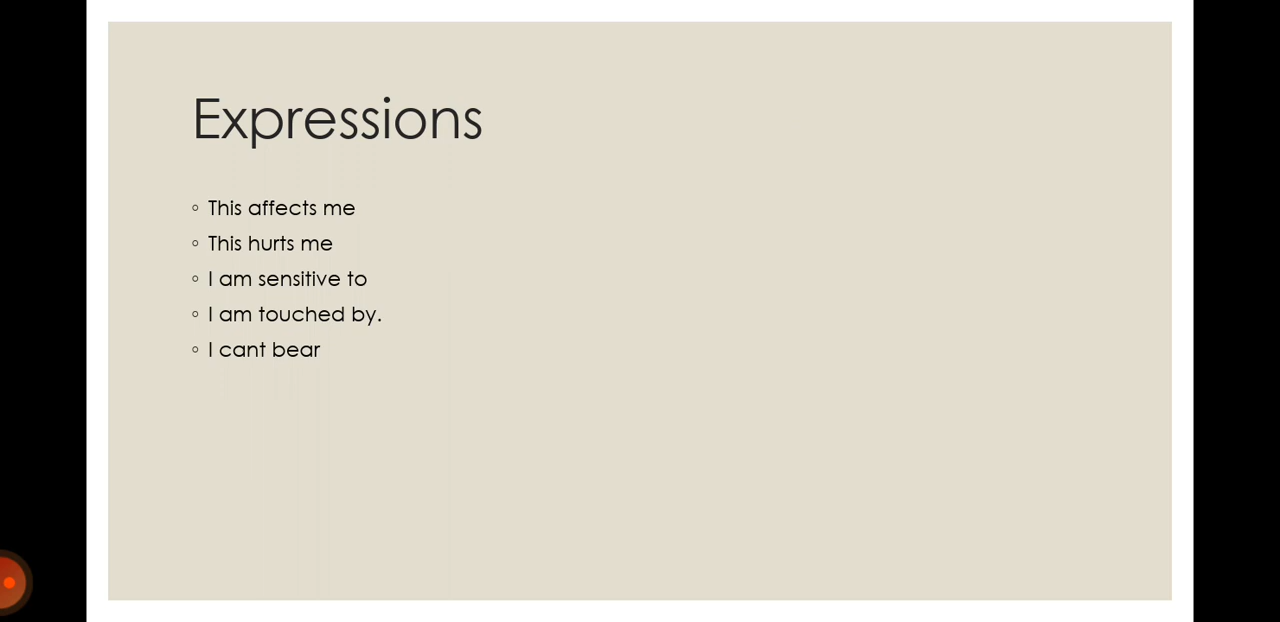 Expressions
◦ This affects me
◦ This hurts me
◦ I am sensitive to
◦ I am touched by.
◦ I cant bear